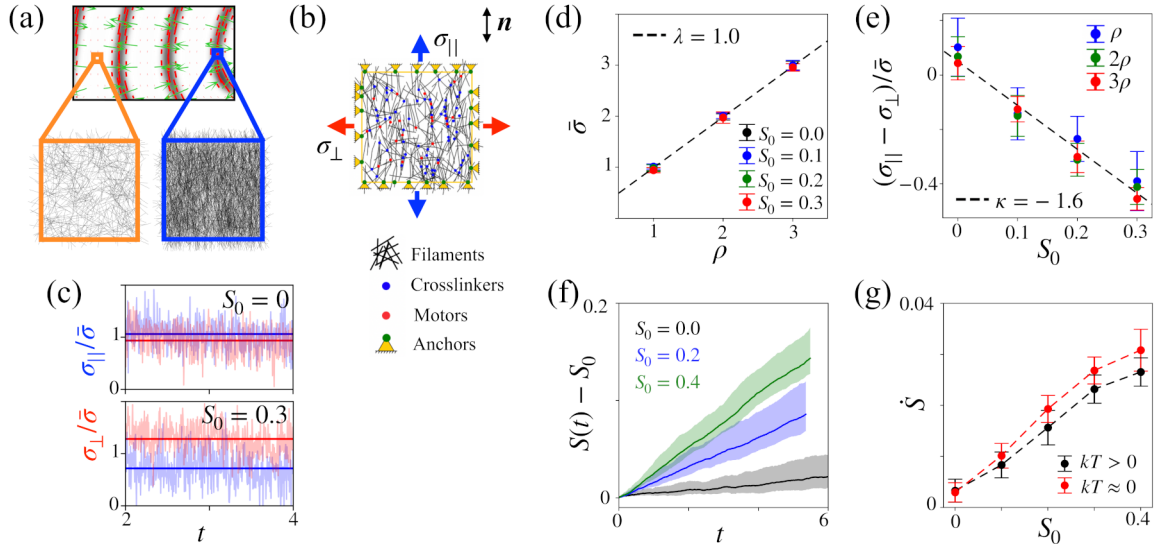 (a)
(b)
n
σ||
σ⊥
Filaments
Crosslinkers
Motors
Anchors
(c)
S₀ = 0
σ||/σ̄
1
0
S₀ = 0.3
σ⊥/σ̄
1
0
2
4
t
(d)
λ = 1.0
σ̄
3
2
1
S₀ = 0.0
S₀ = 0.1
S₀ = 0.2
S₀ = 0.3
1
2
3
ρ
(e)
(σ|| − σ⊥)/σ̄
ρ
2ρ
3ρ
0
−0.4
κ = − 1.6
0
0.1
0.2
0.3
S₀
(f)
S(t) − S₀
0.2
S₀ = 0.0
S₀ = 0.2
S₀ = 0.4
0
0
6
t
(g)
Ṡ
0.04
kT > 0
kT ≈ 0
0
0
0.4
S₀